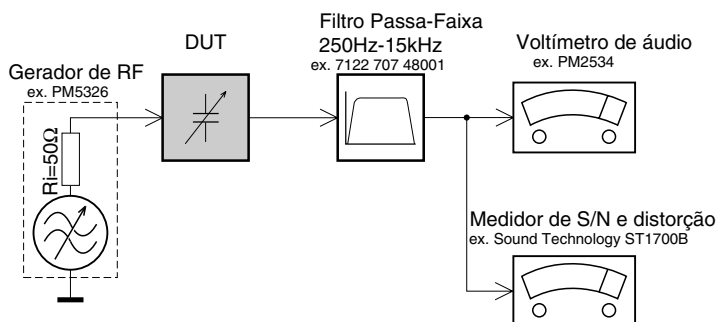 Filtro Passa-Faixa
250Hz-15kHz
ex. 7122 707 48001
DUT
Voltímetro de áudio
ex. PM2534
Gerador de RF
ex. PM5326
Ri=50Ω
Medidor de S/N e distorção
ex. Sound Technology ST1700B